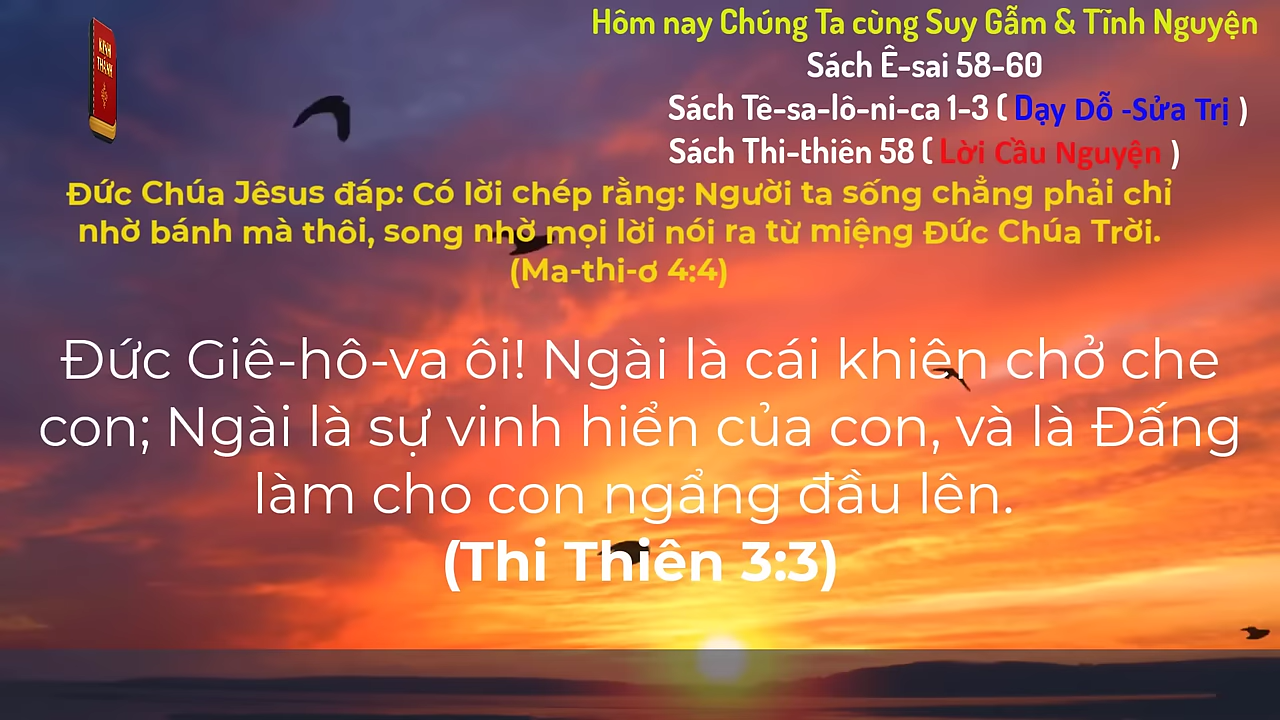 KINH
THÁNH
Hôm nay Chúng Ta cùng Suy Gẫm & Tĩnh Nguyện
Sách Ê-sai 58-60
Sách Tê-sa-lô-ni-ca 1-3 ( Dạy Dỗ -Sửa Trị )
Sách Thi-thiên 58 ( Lời Cầu Nguyện )
Đức Chúa Jêsus đáp: Có lời chép rằng: Người ta sống chẳng phải chỉ
nhờ bánh mà thôi, song nhờ mọi lời nói ra từ miệng Đức Chúa Trời.
(Ma-thi-ơ 4:4)
Đức Giê-hô-va ôi! Ngài là cái khiên chở che
con; Ngài là sự vinh hiển của con, và là Đấng
làm cho con ngẩng đầu lên.
(Thi Thiên 3:3)